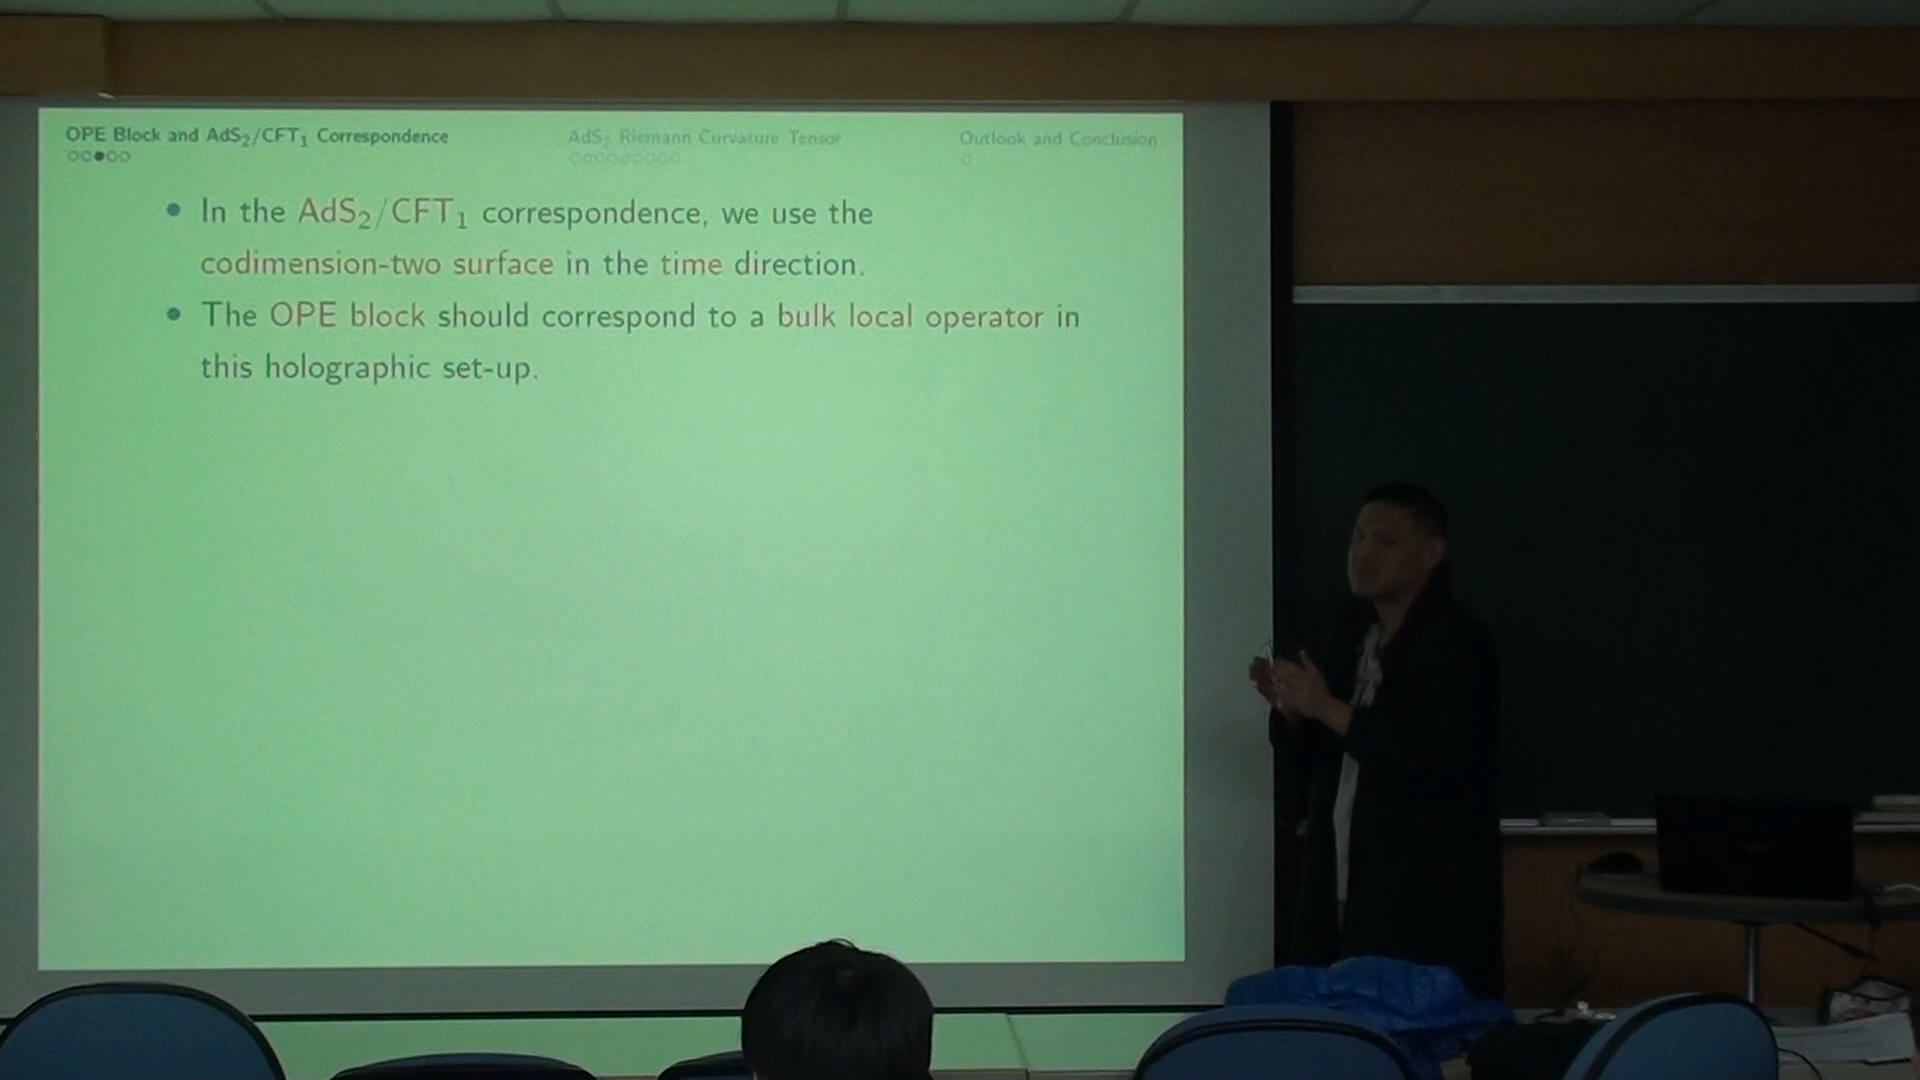 OPE Block and AdS₂/CFT₁ Correspondence
AdS₂ Riemann Curvature Tensor
Outlook and Conclusion
• In the AdS₂/CFT₁ correspondence, we use the
codimension-two surface in the time direction.
• The OPE block should correspond to a bulk local operator in
this holographic set-up.